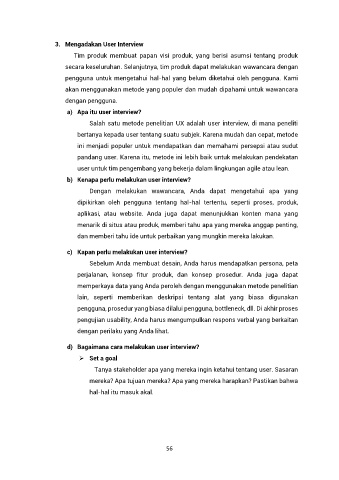 3. Mengadakan User Interview
Tim produk membuat papan visi produk, yang berisi asumsi tentang produk
secara keseluruhan. Selanjutnya, tim produk dapat melakukan wawancara dengan
pengguna untuk mengetahui hal-hal yang belum diketahui oleh pengguna. Kami
akan menggunakan metode yang populer dan mudah dipahami untuk wawancara
dengan pengguna.
a) Apa itu user interview?
Salah satu metode penelitian UX adalah user interview, di mana peneliti
bertanya kepada user tentang suatu subjek. Karena mudah dan cepat, metode
ini menjadi populer untuk mendapatkan dan memahami persepsi atau sudut
pandang user. Karena itu, metode ini lebih baik untuk melakukan pendekatan
user untuk tim pengembang yang bekerja dalam lingkungan agile atau lean.
b) Kenapa perlu melakukan user interview?
Dengan melakukan wawancara, Anda dapat mengetahui apa yang
dipikirkan oleh pengguna tentang hal-hal tertentu, seperti proses, produk,
aplikasi, atau website. Anda juga dapat menunjukkan konten mana yang
menarik di situs atau produk, memberi tahu apa yang mereka anggap penting,
dan memberi tahu ide untuk perbaikan yang mungkin mereka lakukan.
c) Kapan perlu melakukan user interview?
Sebelum Anda membuat desain, Anda harus mendapatkan persona, peta
perjalanan, konsep fitur produk, dan konsep prosedur. Anda juga dapat
memperkaya data yang Anda peroleh dengan menggunakan metode penelitian
lain, seperti memberikan deskripsi tentang alat yang biasa digunakan
pengguna, prosedur yang biasa dilalui pengguna, bottleneck, dll. Di akhir proses
pengujian usability, Anda harus mengumpulkan respons verbal yang berkaitan
dengan perilaku yang Anda lihat.
d) Bagaimana cara melakukan user interview?
➢ Set a goal
Tanya stakeholder apa yang mereka ingin ketahui tentang user. Sasaran
mereka? Apa tujuan mereka? Apa yang mereka harapkan? Pastikan bahwa
hal-hal itu masuk akal.
56